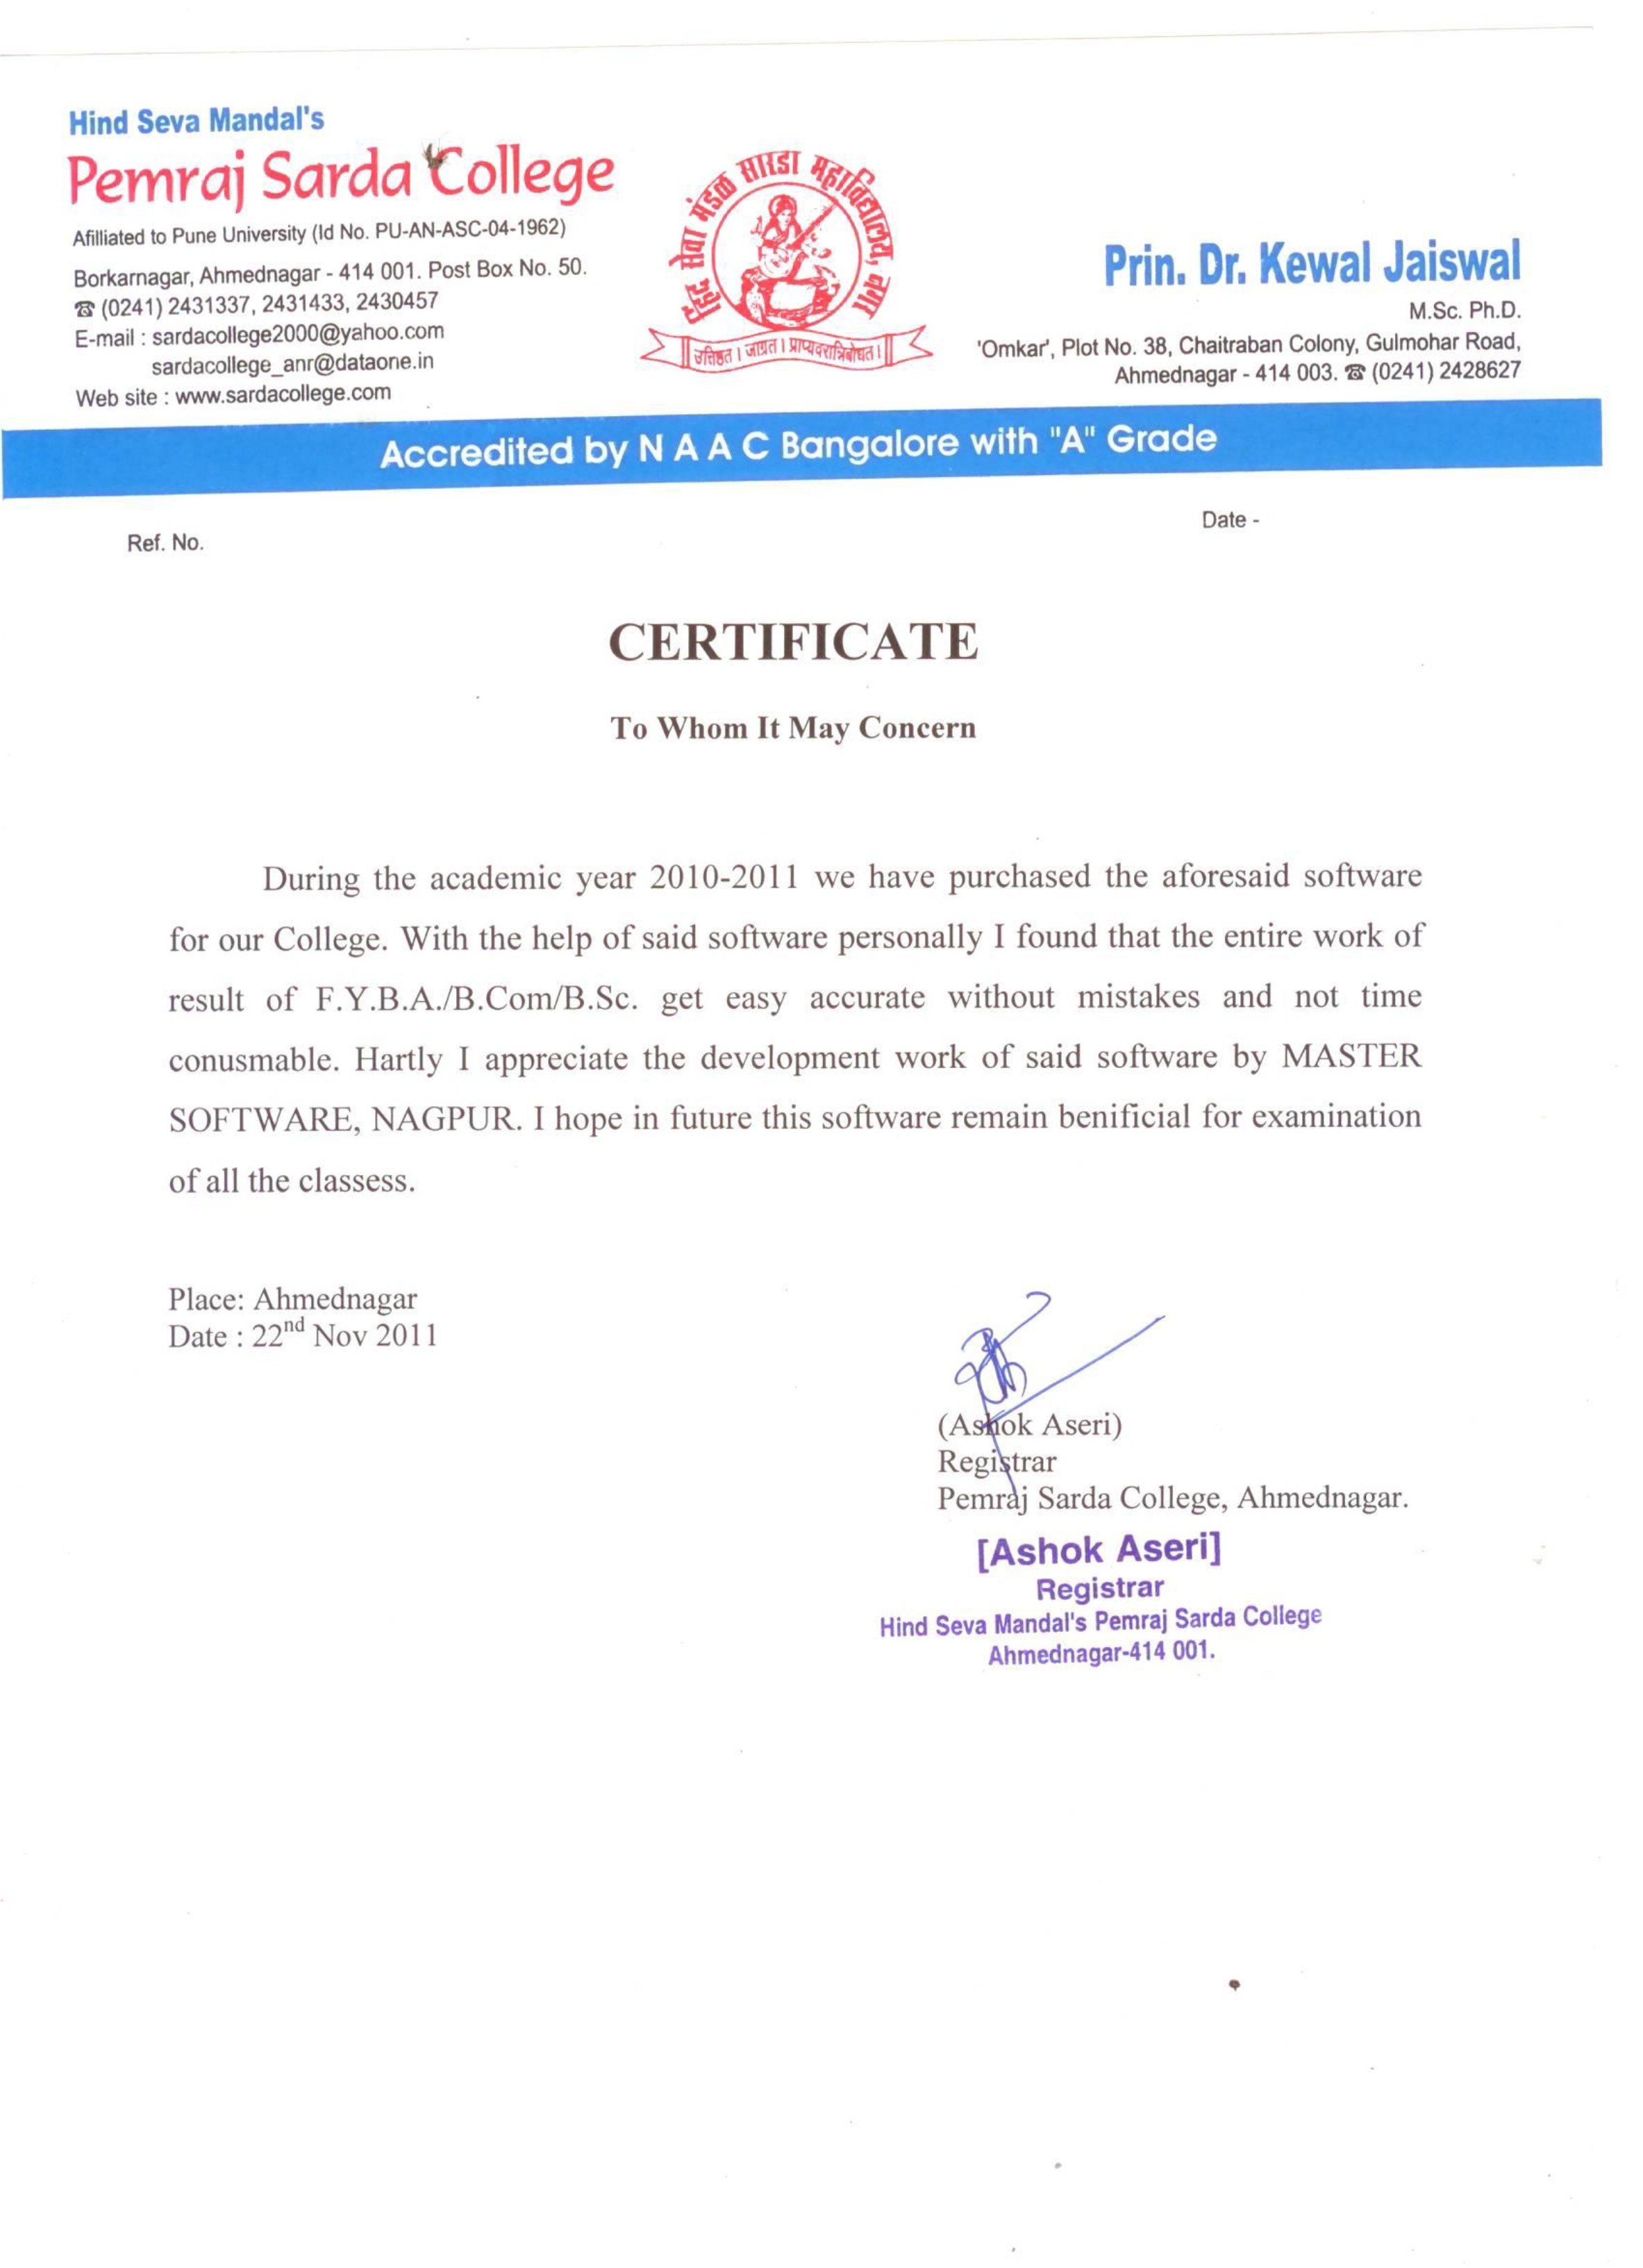 Hind Seva Mandal's
Pemraj Sarda College
Afilliated to Pune University (Id No. PU-AN-ASC-04-1962)
Borkarnagar, Ahmednagar - 414 001. Post Box No. 50.
☎ (0241) 2431337, 2431433, 2430457
E-mail : sardacollege2000@yahoo.com
sardacollege_anr@dataone.in
Web site : www.sardacollege.com
हिंद सेवा मंडळ सारडा महाविद्यालय, नगर
उत्तिष्ठत । जाग्रत । प्राप्यवरान्निबोधत ।
Prin. Dr. Kewal Jaiswal
M.Sc. Ph.D.
'Omkar', Plot No. 38, Chaitraban Colony, Gulmohar Road,
Ahmednagar - 414 003. ☎ (0241) 2428627
Accredited by N A A C Bangalore with "A" Grade
Ref. No.
Date -
CERTIFICATE
To Whom It May Concern
During the academic year 2010-2011 we have purchased the aforesaid software
for our College. With the help of said software personally I found that the entire work of
result of F.Y.B.A./B.Com/B.Sc. get easy accurate without mistakes and not time
conusmable. Hartly I appreciate the development work of said software by MASTER
SOFTWARE, NAGPUR. I hope in future this software remain benificial for examination
of all the classess.
Place: Ahmednagar
Date : 22nd Nov 2011
(Ashok Aseri)
Registrar
Pemraj Sarda College, Ahmednagar.
[Ashok Aseri]
Registrar
Hind Seva Mandal's Pemraj Sarda College
Ahmednagar-414 001.